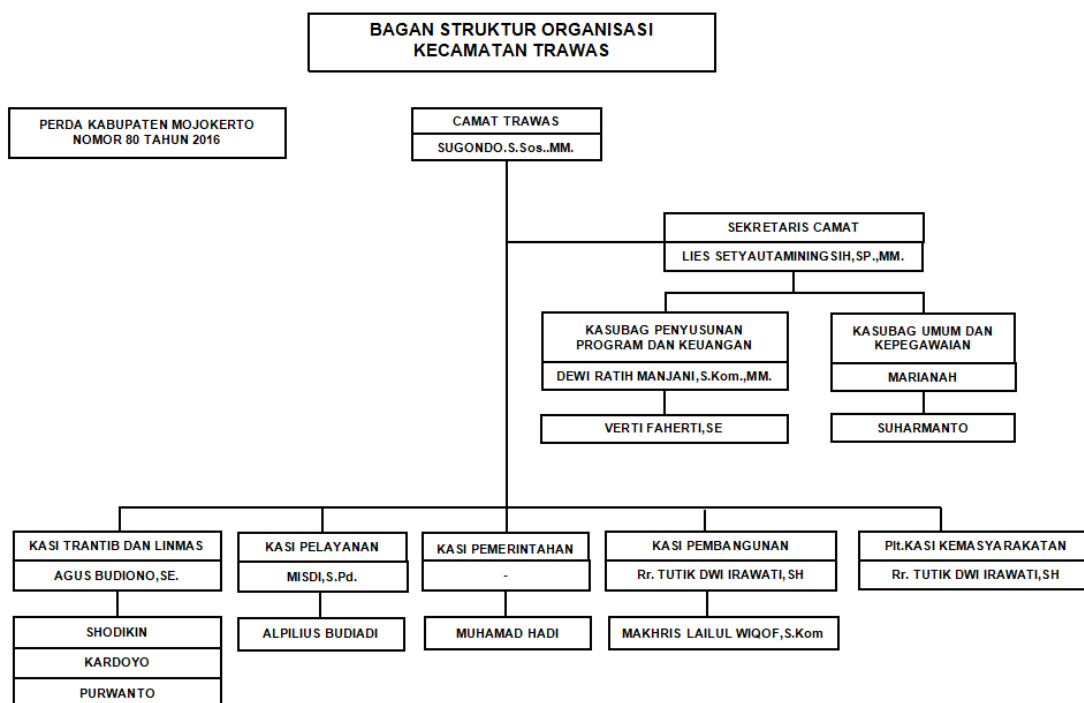 BAGAN STRUKTUR ORGANISASI
KECAMATAN TRAWAS
PERDA KABUPATEN MOJOKERTO
NOMOR 80 TAHUN 2016
CAMAT TRAWAS
SUGONDO.S.Sos..MM.
SEKRETARIS CAMAT
LIES SETYAUTAMININGSIH,SP.,MM.
KASUBAG PENYUSUNAN
PROGRAM DAN KEUANGAN
DEWI RATIH MANJANI,S.Kom.,MM.
VERTI FAHERTI,SE
KASUBAG UMUM DAN
KEPEGAWAIAN
MARIANAH
SUHARMANTO
KASI TRANTIB DAN LINMAS
AGUS BUDIONO,SE.
SHODIKIN
KARDOYO
PURWANTO
KASI PELAYANAN
MISDI,S.Pd.
ALPILIUS BUDIADI
KASI PEMERINTAHAN
-
MUHAMAD HADI
KASI PEMBANGUNAN
Rr. TUTIK DWI IRAWATI,SH
MAKHRIS LAILUL WIQOF,S.Kom
Plt.KASI KEMASYARAKATAN
Rr. TUTIK DWI IRAWATI,SH